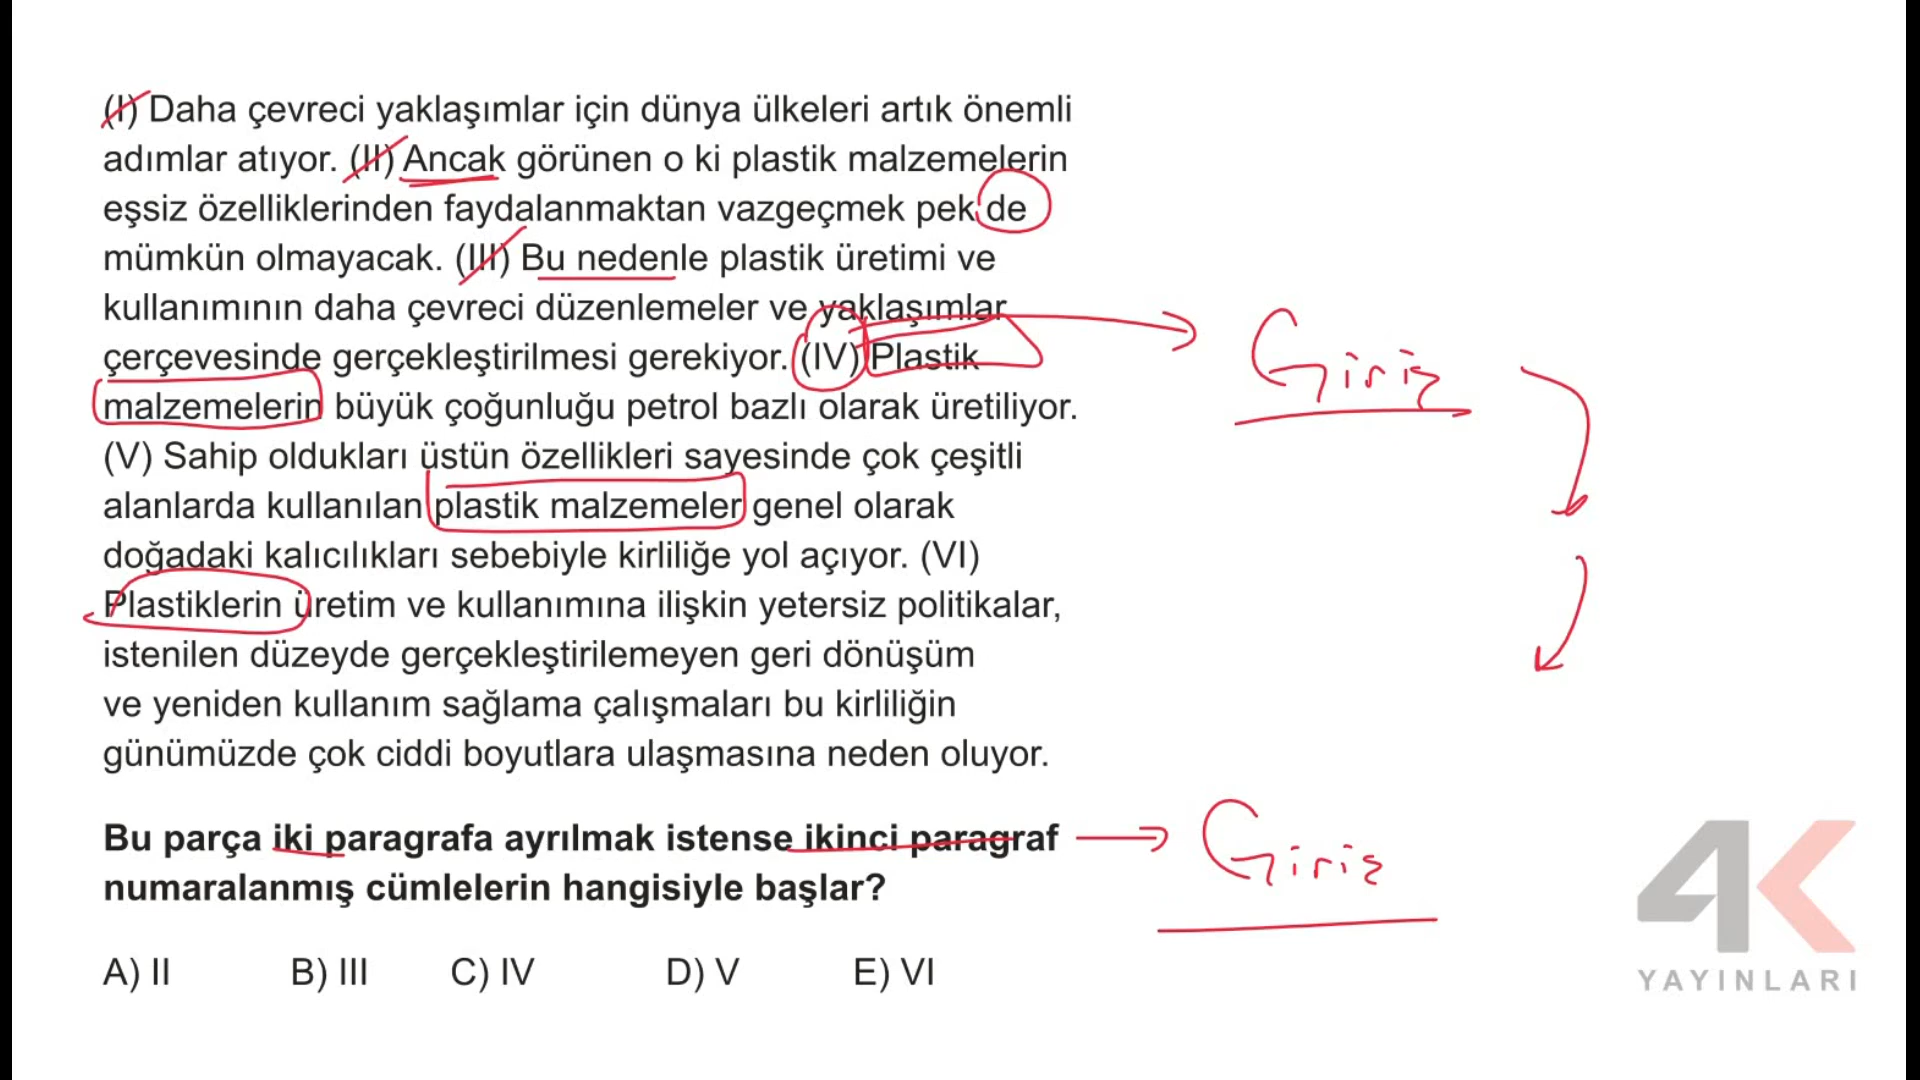 (I) Daha çevreci yaklaşımlar için dünya ülkeleri artık önemli
adımlar atıyor. (II) Ancak görünen o ki plastik malzemelerin
eşsiz özelliklerinden faydalanmaktan vazgeçmek pek de
mümkün olmayacak. (III) Bu nedenle plastik üretimi ve
kullanımının daha çevreci düzenlemeler ve yaklaşımlar
çerçevesinde gerçekleştirilmesi gerekiyor. (IV) Plastik
malzemelerin büyük çoğunluğu petrol bazlı olarak üretiliyor.
(V) Sahip oldukları üstün özellikleri sayesinde çok çeşitli
alanlarda kullanılan plastik malzemeler genel olarak
doğadaki kalıcılıkları sebebiyle kirliliğe yol açıyor. (VI)
Plastiklerin üretim ve kullanımına ilişkin yetersiz politikalar,
istenilen düzeyde gerçekleştirilemeyen geri dönüşüm
ve yeniden kullanım sağlama çalışmaları bu kirliliğin
günümüzde çok ciddi boyutlara ulaşmasına neden oluyor.
Giriş
Bu parça iki paragrafa ayrılmak istense ikinci paragraf
numaralanmış cümlelerin hangisiyle başlar?
Giriş
A) II B) III C) IV D) V E) VI
4K
YAYINLARI